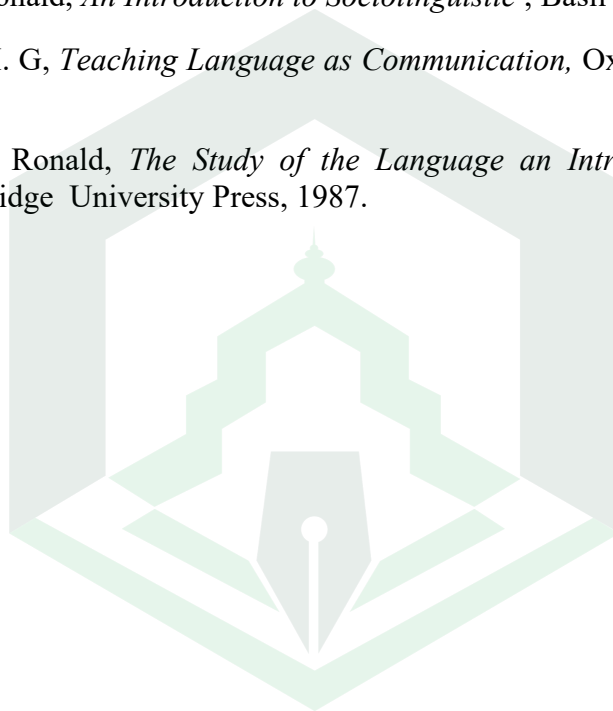 onald, An Introduction to Sociolinguistic , Basil
. G, Teaching Language as Communication, Ox
Ronald, The Study of the Language an Intr
idge University Press, 1987.